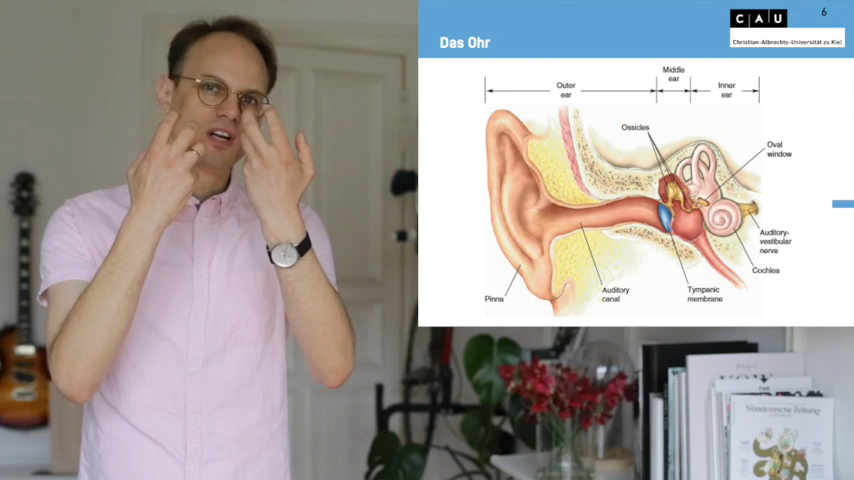 6
CAU
Christian-Albrechts-Universität zu Kiel
Das Ohr
Middle
ear
Outer
ear
Inner
ear
Ossicles
Oval
window
Auditory-
vestibular
nerve
Cochlea
Tympanic
membrane
Auditory
canal
Pinna
Süddeutsche Zeitung